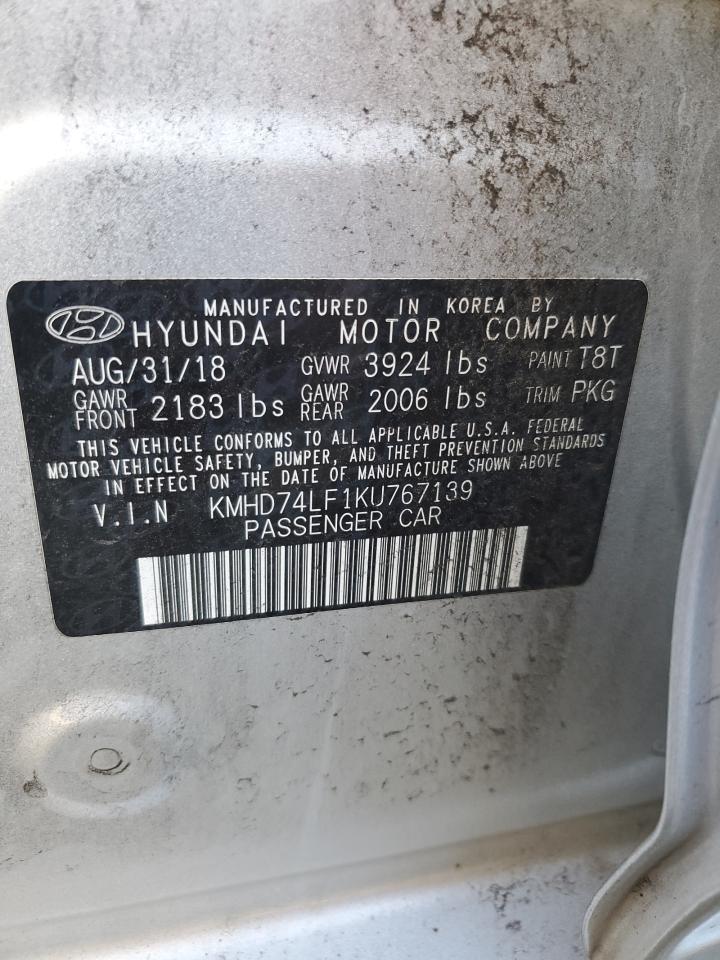 MANUFACTURED IN KOREA BY
HYUNDAI MOTOR COMPANY
AUG/31/18 GVWR 3924 lbs PAINT T8T
GAWR FRONT 2183 lbs GAWR REAR 2006 lbs TRIM PKG
THIS VEHICLE CONFORMS TO ALL APPLICABLE U.S.A. FEDERAL
MOTOR VEHICLE SAFETY, BUMPER, AND THEFT PREVENTION STANDARDS
IN EFFECT ON THE DATE OF MANUFACTURE SHOWN ABOVE
V.I.N KMHD74LF1KU767139
PASSENGER CAR